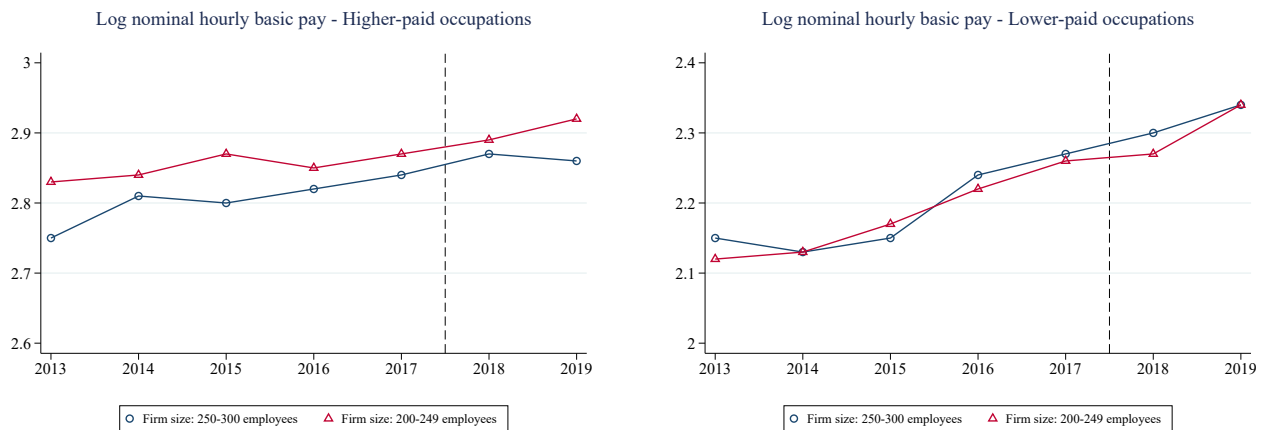 Log nominal hourly basic pay - Higher-paid occupations
3
2.9
2.8
2.7
2.6
2013 2014 2015 2016 2017 2018 2019
Firm size: 250-300 employees Firm size: 200-249 employees
Log nominal hourly basic pay - Lower-paid occupations
2.4
2.3
2.2
2.1
2
2013 2014 2015 2016 2017 2018 2019
Firm size: 250-300 employees Firm size: 200-249 employees